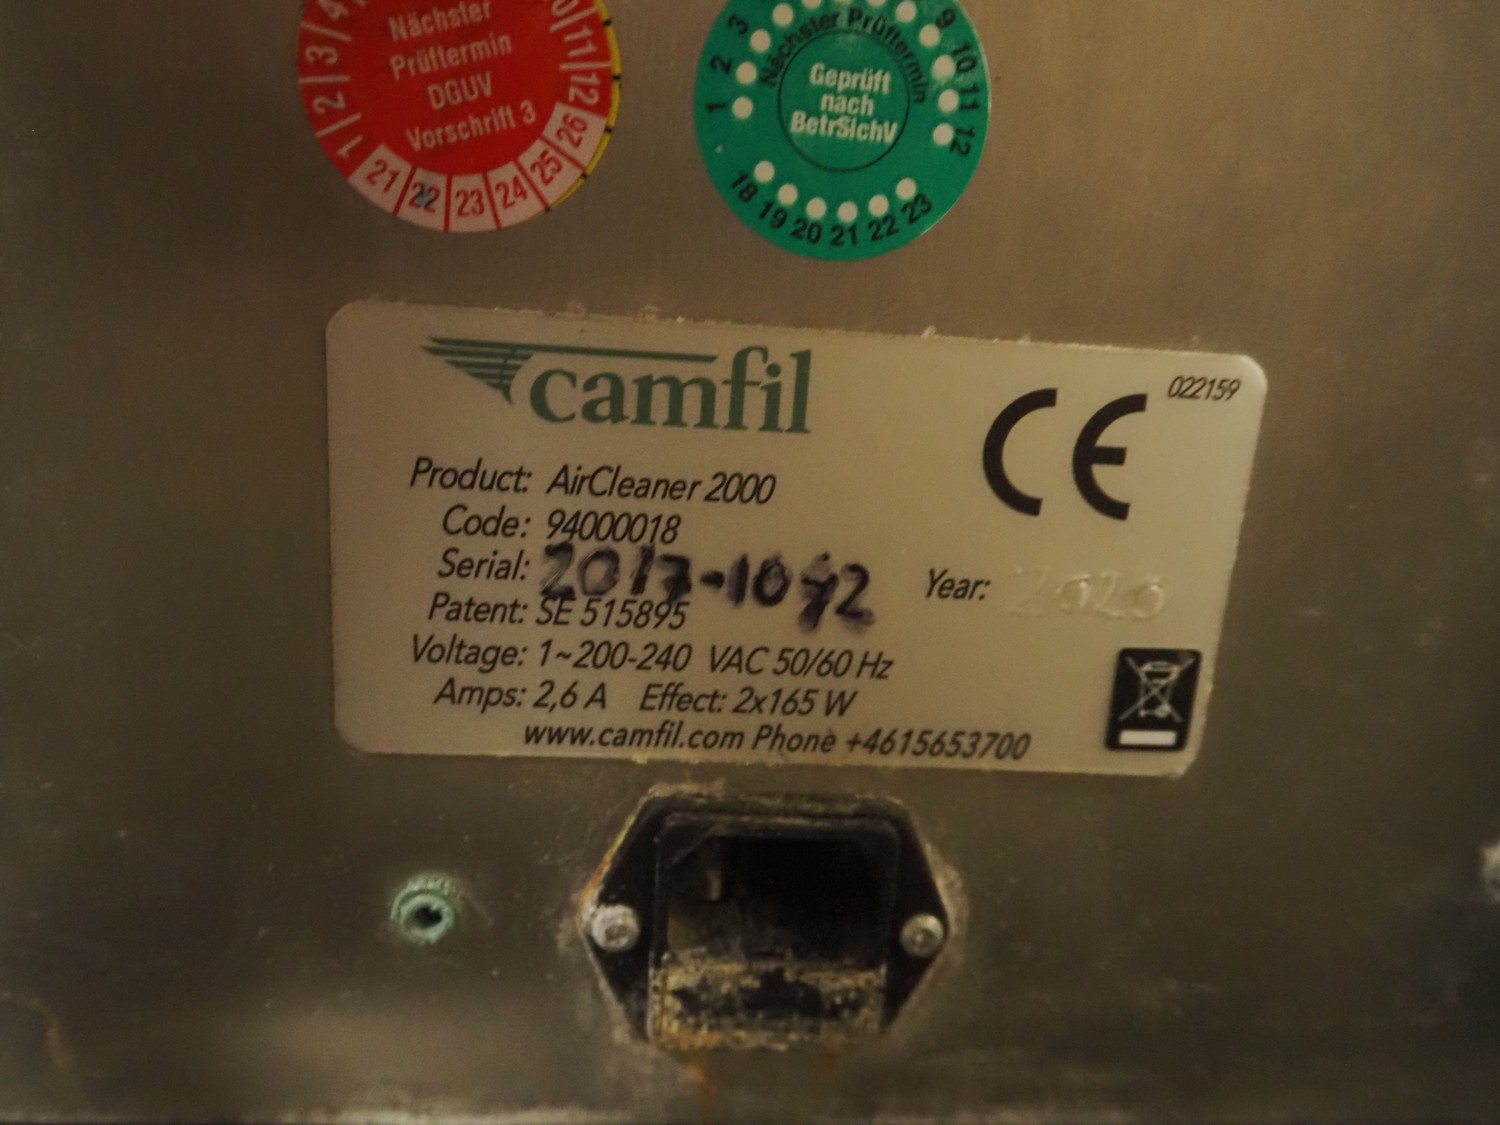 1 2 3 4
11 12
Nächster
Prüftermin
DGUV
Vorschrift 3
21 22 23 24 25 26
1 2 3
9 10 11 12
Nächster Prüftermin
Geprüft
nach
BetrSichV
18 19 20 21 22 23
camfil
CE
022159
Product: AirCleaner 2000
Code: 94000018
Serial:
Year: 2020
Patent: SE 515895
Voltage: 1~200-240 VAC 50/60 Hz
Amps: 2,6 A Effect: 2x165 W
www.camfil.com Phone +4615653700